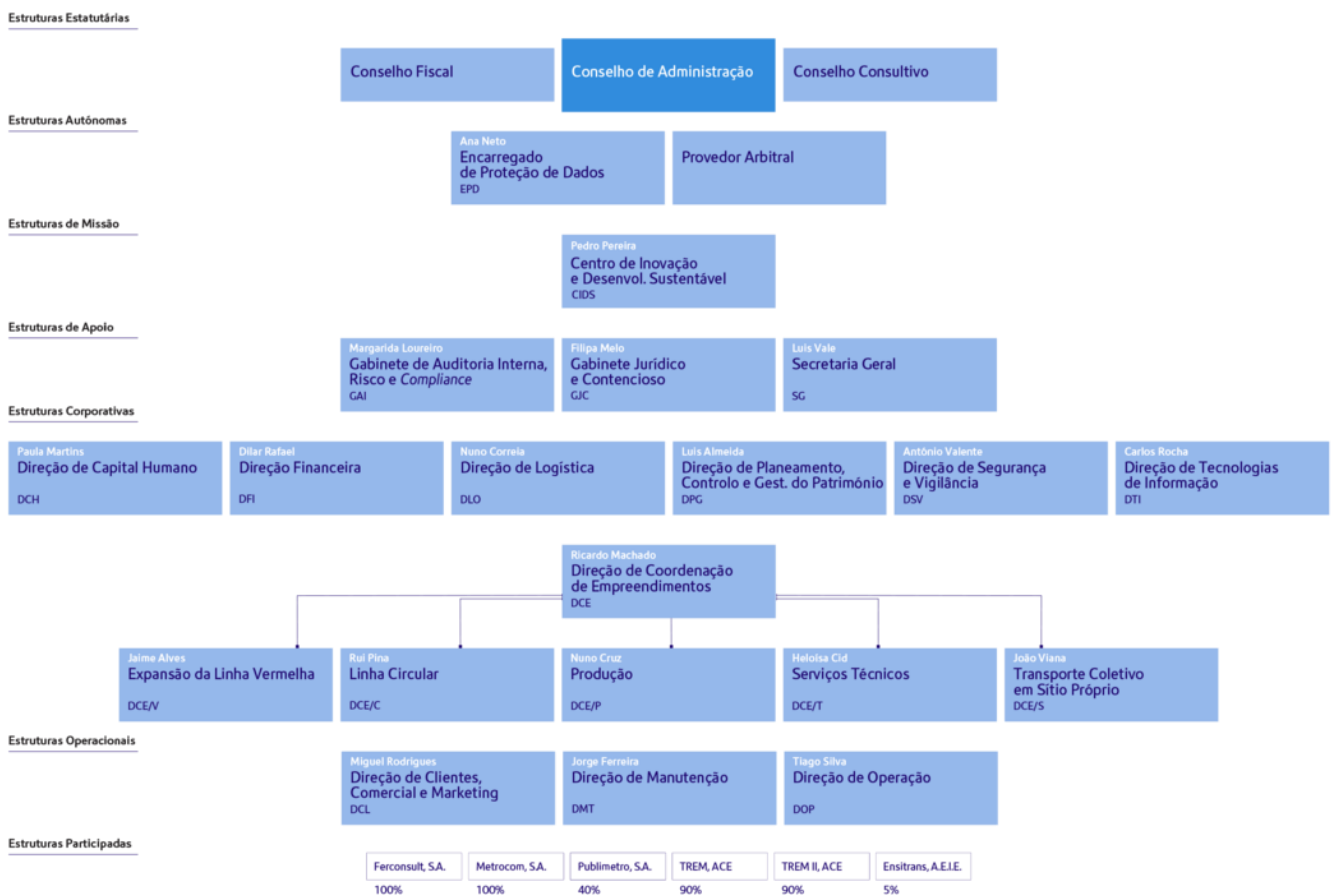 Estruturas Estatutárias
Conselho Fiscal
Conselho de Administração
Conselho Consultivo
Estruturas Autónomas
Ana Neto
Encarregado
de Proteção de Dados
EPD
Provedor Arbitral
Estruturas de Missão
Pedro Pereira
Centro de Inovação
e Desenvol. Sustentável
CIDS
Estruturas de Apoio
Margarida Loureiro
Gabinete de Auditoria Interna,
Risco e Compliance
GAI
Filipa Melo
Gabinete Jurídico
e Contencioso
GJC
Luis Vale
Secretaria Geral
SG
Estruturas Corporativas
Paula Martins
Direção de Capital Humano
DCH
Dilar Rafael
Direção Financeira
DFI
Nuno Correia
Direção de Logística
DLO
Luis Almeida
Direção de Planeamento,
Controlo e Gest. do Património
DPG
António Valente
Direção de Segurança
e Vigilância
DSV
Carlos Rocha
Direção de Tecnologias
de Informação
DTI
Ricardo Machado
Direção de Coordenação
de Empreendimentos
DCE
Jaime Alves
Expansão da Linha Vermelha
DCE/V
Rui Pina
Linha Circular
DCE/C
Nuno Cruz
Produção
DCE/P
Heloisa Cid
Serviços Técnicos
DCE/T
João Viana
Transporte Coletivo
em Sítio Próprio
DCE/S
Estruturas Operacionais
Miguel Rodrigues
Direção de Clientes,
Comercial e Marketing
DCL
Jorge Ferreira
Direção de Manutenção
DMT
Tiago Silva
Direção de Operação
DOP
Estruturas Participadas
Ferconsult, S.A.
100%
Metrocom, S.A.
100%
Publimetro, S.A.
40%
TREM, ACE
90%
TREM II, ACE
90%
Ensitrans, A.E.I.E.
5%